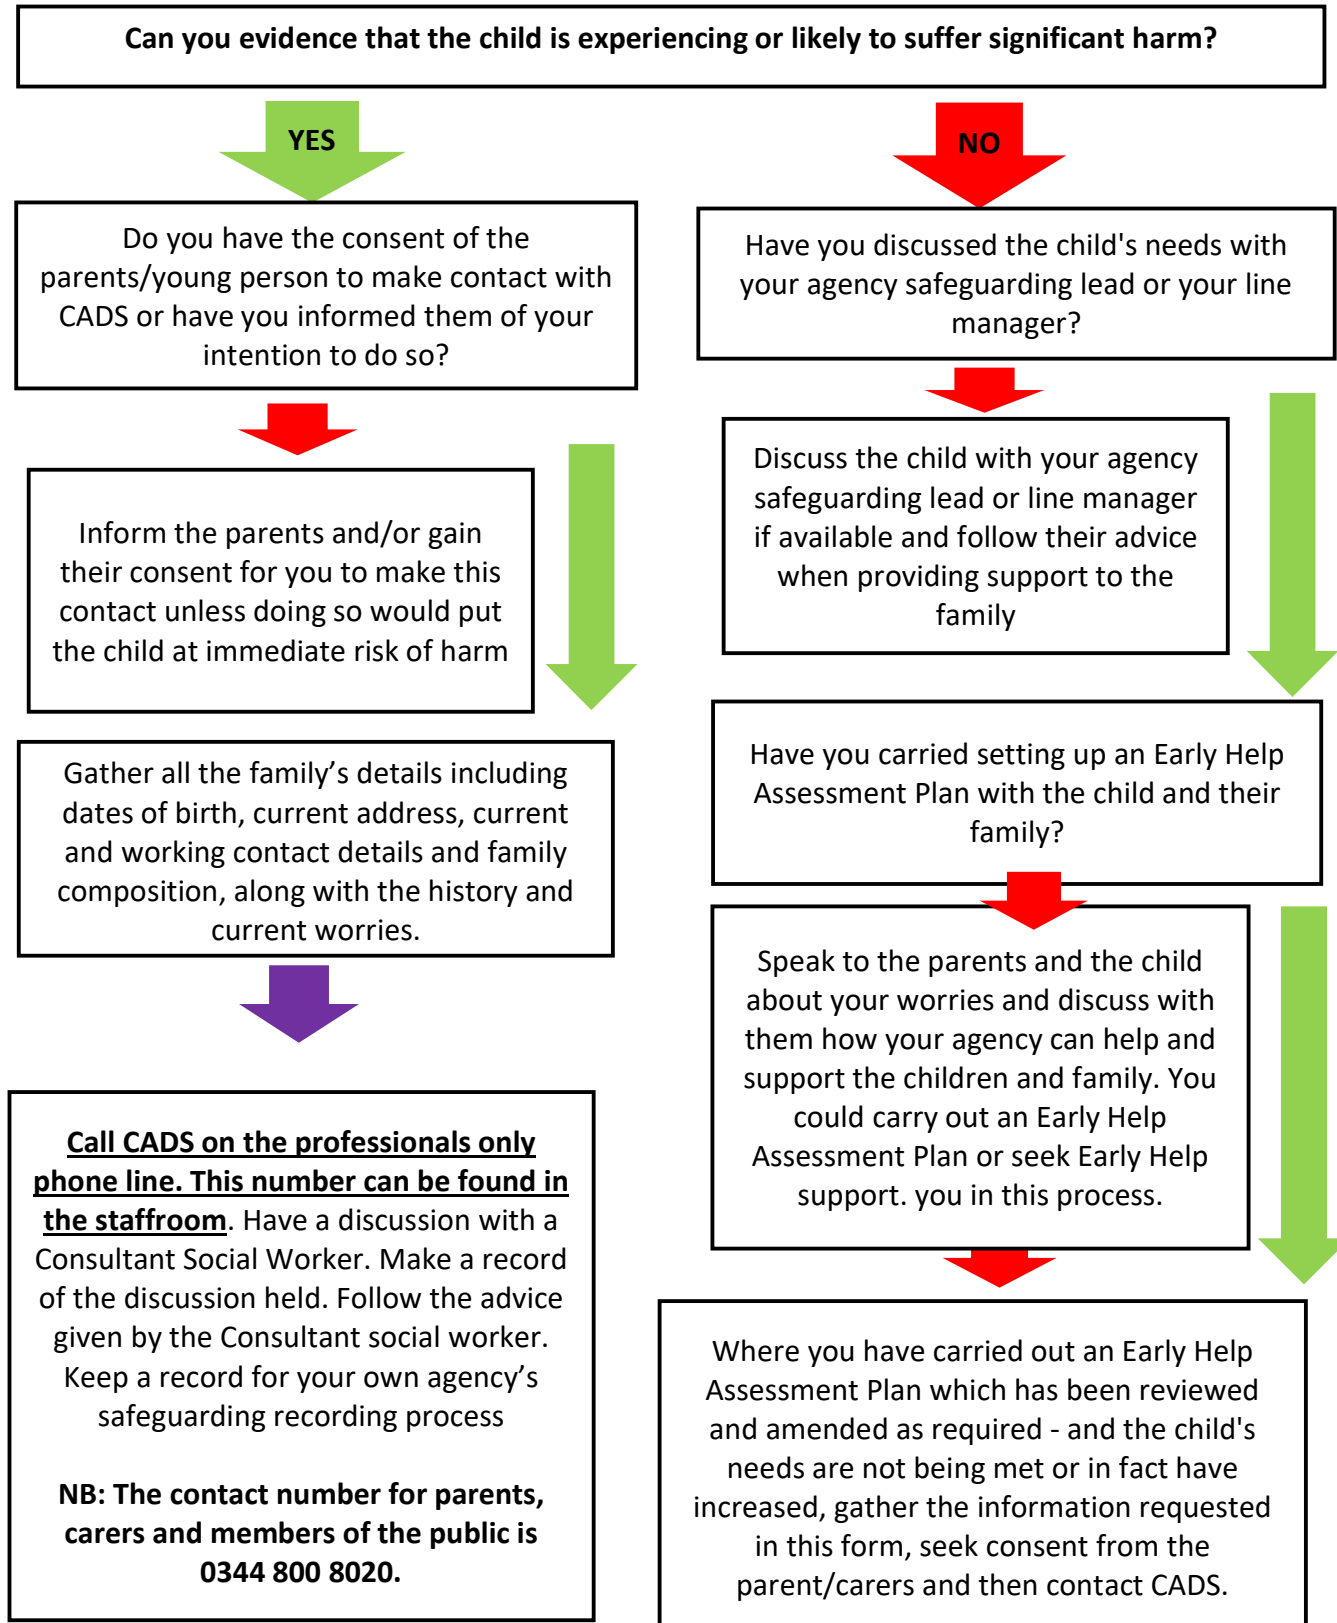 Can you evidence that the child is experiencing or likely to suffer significant harm?
YES
Do you have the consent of the
parents/young person to make contact with
CADS or have you informed them of your
intention to do so?
Inform the parents and/or gain
their consent for you to make this
contact unless doing so would put
the child at immediate risk of harm
Gather all the family’s details including
dates of birth, current address, current
and working contact details and family
composition, along with the history and
current worries.
Call CADS on the professionals only
phone line. This number can be found in
the staffroom. Have a discussion with a
Consultant Social Worker. Make a record
of the discussion held. Follow the advice
given by the Consultant social worker.
Keep a record for your own agency’s
safeguarding recording process
NB: The contact number for parents,
carers and members of the public is
0344 800 8020.
NO
Have you discussed the child's needs with
your agency safeguarding lead or your line
manager?
Discuss the child with your agency
safeguarding lead or line manager
if available and follow their advice
when providing support to the
family
Have you carried setting up an Early Help
Assessment Plan with the child and their
family?
Speak to the parents and the child
about your worries and discuss with
them how your agency can help and
support the children and family. You
could carry out an Early Help
Assessment Plan or seek Early Help
support. you in this process.
Where you have carried out an Early Help
Assessment Plan which has been reviewed
and amended as required - and the child's
needs are not being met or in fact have
increased, gather the information requested
in this form, seek consent from the
parent/carers and then contact CADS.